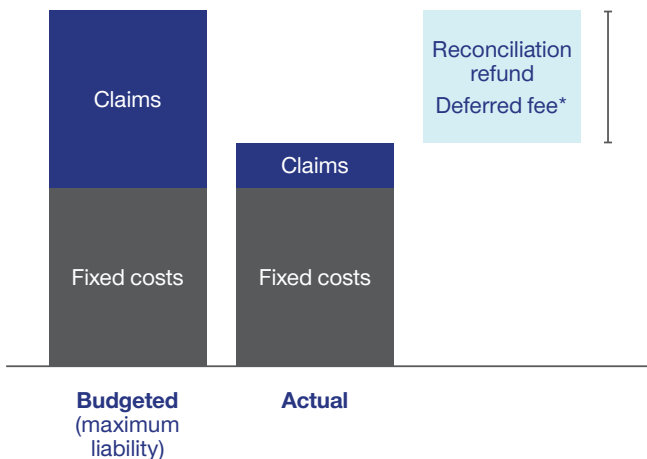 Claims
Fixed costs
Claims
Fixed costs
Reconciliation
refund
Deferred fee*
Budgeted
(maximum
liability)
Actual